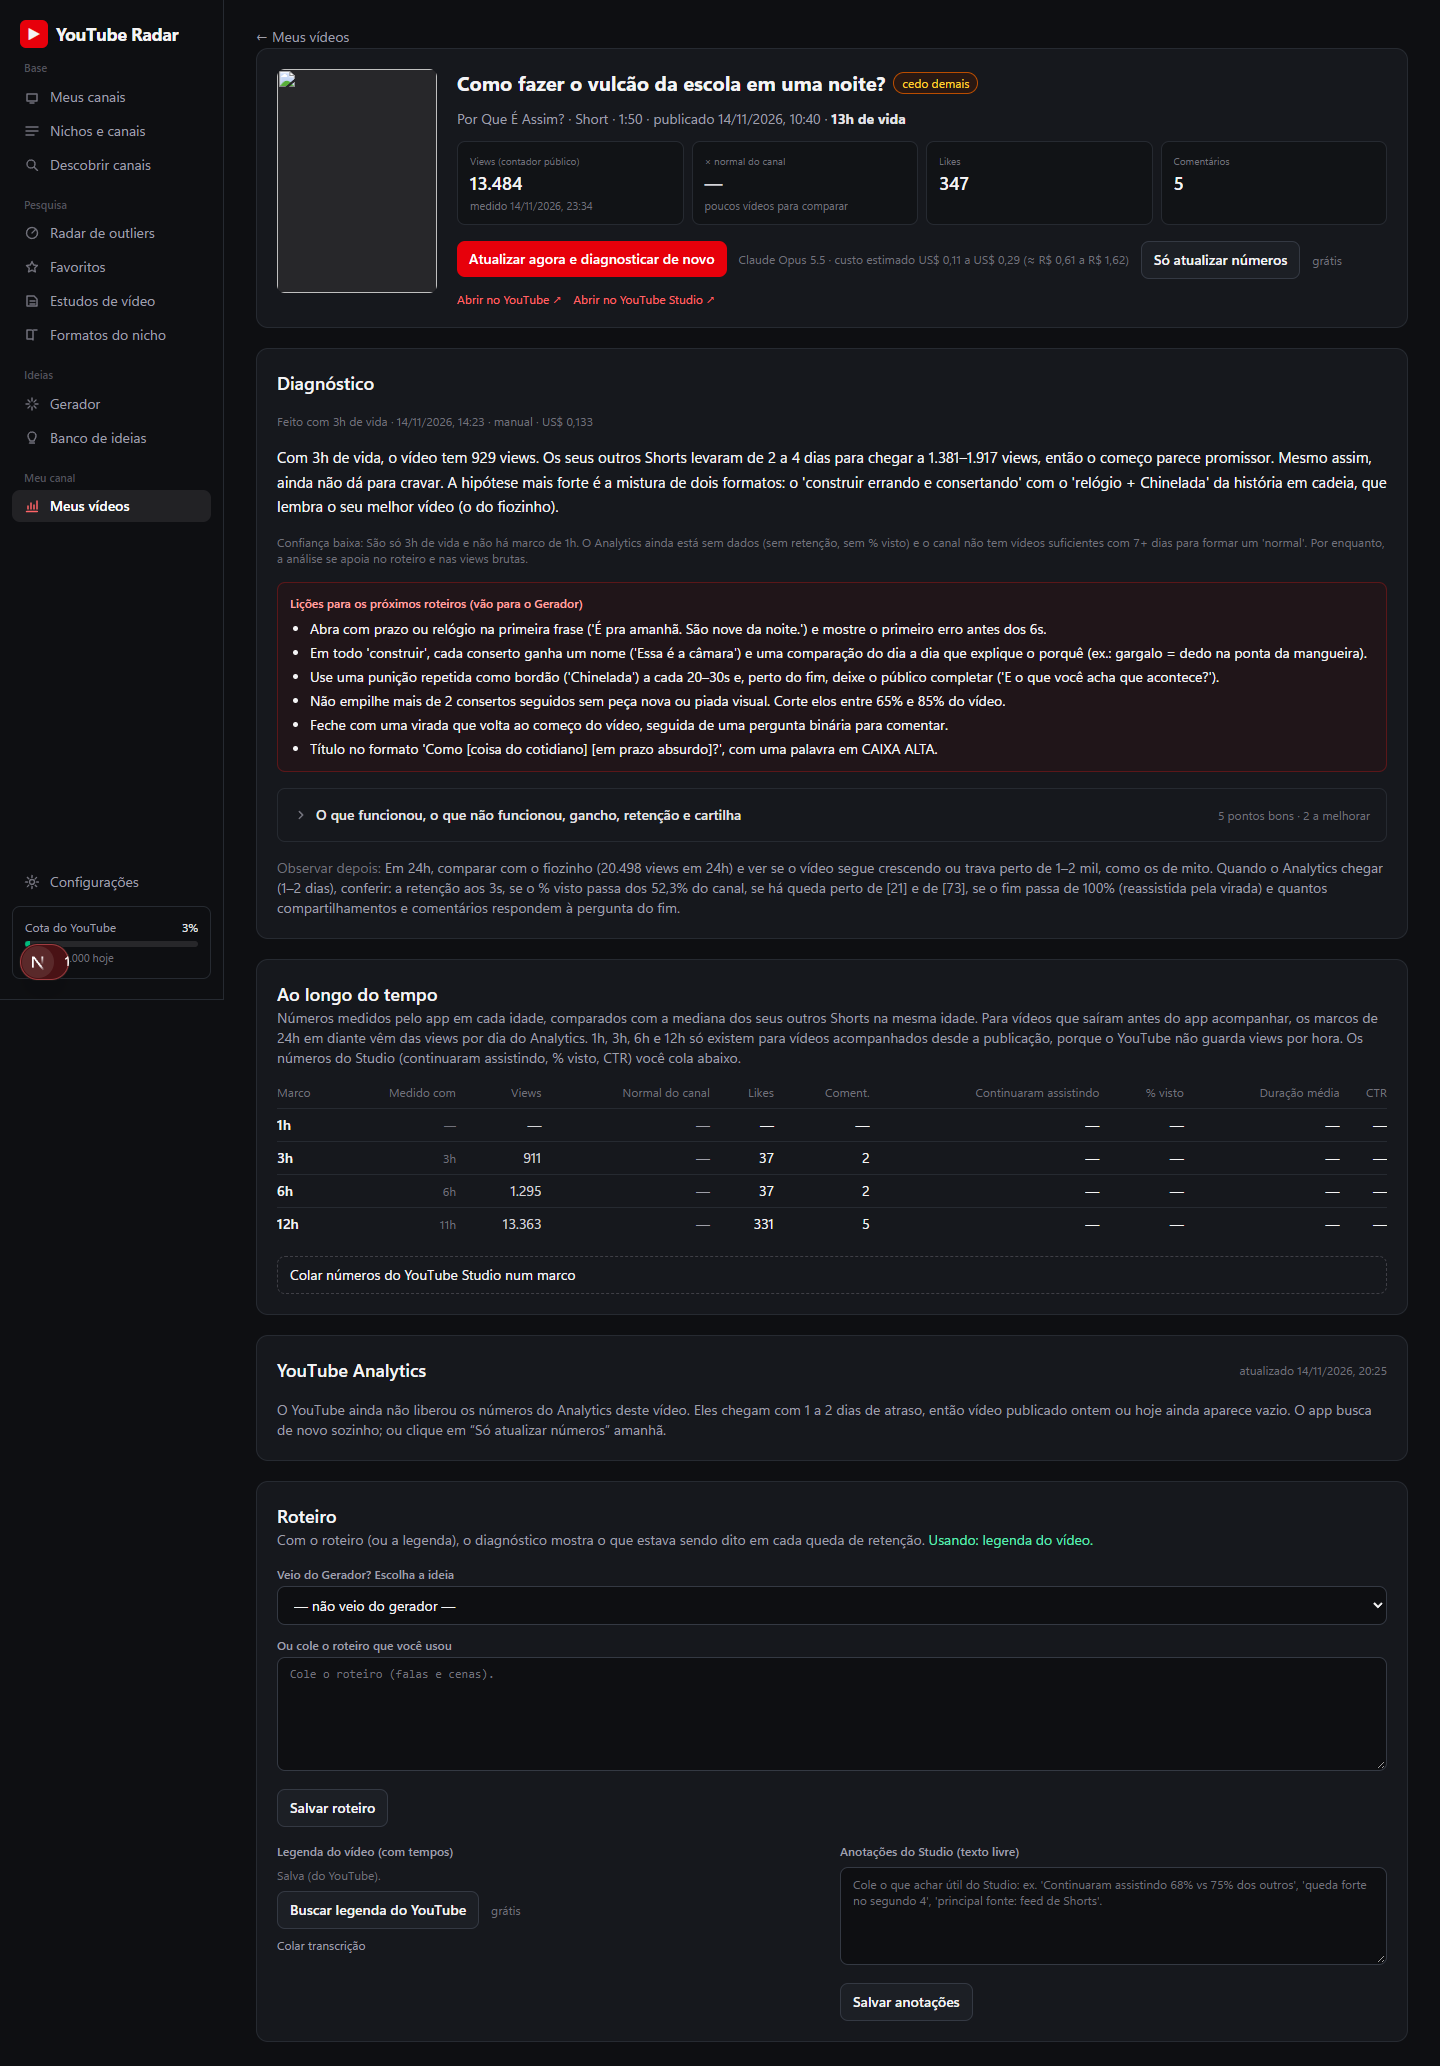 YouTube Radar
Base
Meus canais
Nichos e canais
Descobrir canais
Pesquisa
Radar de outliers
Favoritos
Estudos de vídeo
Formatos do nicho
Ideias
Gerador
Banco de ideias
Meu canal
Meus vídeos
Configurações
Cota do YouTube 3%
N 1 .000 hoje
← Meus vídeos
Como fazer o vulcão da escola em uma noite? cedo demais
Por Que É Assim? · Short · 1:50 · publicado 14/11/2026, 10:40 · 13h de vida
Views (contador público)
13.484
medido 14/11/2026, 23:34
× normal do canal
—
poucos vídeos para comparar
Likes
347
Comentários
5
Atualizar agora e diagnosticar de novo Claude Opus 5.5 · custo estimado US$ 0,11 a US$ 0,29 (≈ R$ 0,61 a R$ 1,62) Só atualizar números grátis
Abrir no YouTube ↗ Abrir no YouTube Studio ↗
Diagnóstico
Feito com 3h de vida · 14/11/2026, 14:23 · manual · US$ 0,133
Com 3h de vida, o vídeo tem 929 views. Os seus outros Shorts levaram de 2 a 4 dias para chegar a 1.381–1.917 views, então o começo parece promissor. Mesmo assim,
ainda não dá para cravar. A hipótese mais forte é a mistura de dois formatos: o 'construir errando e consertando' com o 'relógio + Chinelada' da história em cadeia, que
lembra o seu melhor vídeo (o do fiozinho).
Confiança baixa: São só 3h de vida e não há marco de 1h. O Analytics ainda está sem dados (sem retenção, sem % visto) e o canal não tem vídeos suficientes com 7+ dias para formar um 'normal'. Por enquanto,
a análise se apoia no roteiro e nas views brutas.
Lições para os próximos roteiros (vão para o Gerador)
• Abra com prazo ou relógio na primeira frase ('É pra amanhã. São nove da noite.') e mostre o primeiro erro antes dos 6s.
• Em todo 'construir', cada conserto ganha um nome ('Essa é a câmara') e uma comparação do dia a dia que explique o porquê (ex.: gargalo = dedo na ponta da mangueira).
• Use uma punição repetida como bordão ('Chinelada') a cada 20–30s e, perto do fim, deixe o público completar ('E o que você acha que acontece?').
• Não empilhe mais de 2 consertos seguidos sem peça nova ou piada visual. Corte elos entre 65% e 85% do vídeo.
• Feche com uma virada que volta ao começo do vídeo, seguida de uma pergunta binária para comentar.
• Título no formato 'Como [coisa do cotidiano] [em prazo absurdo]?', com uma palavra em CAIXA ALTA.
O que funcionou, o que não funcionou, gancho, retenção e cartilha 5 pontos bons · 2 a melhorar
Observar depois: Em 24h, comparar com o fiozinho (20.498 views em 24h) e ver se o vídeo segue crescendo ou trava perto de 1–2 mil, como os de mito. Quando o Analytics chegar
(1–2 dias), conferir: a retenção aos 3s, se o % visto passa dos 52,3% do canal, se há queda perto de [21] e de [73], se o fim passa de 100% (reassistida pela virada) e quantos
compartilhamentos e comentários respondem à pergunta do fim.
Ao longo do tempo
Números medidos pelo app em cada idade, comparados com a mediana dos seus outros Shorts na mesma idade. Para vídeos que saíram antes do app acompanhar, os marcos de
24h em diante vêm das views por dia do Analytics. 1h, 3h, 6h e 12h só existem para vídeos acompanhados desde a publicação, porque o YouTube não guarda views por hora. Os
números do Studio (continuaram assistindo, % visto, CTR) você cola abaixo.
Marco Medido com Views Normal do canal Likes Coment. Continuaram assistindo % visto Duração média CTR
1h — — — — — — — — —
3h 3h 911 — 37 2 — — — —
6h 6h 1.295 — 37 2 — — — —
12h 11h 13.363 — 331 5 — — — —
Colar números do YouTube Studio num marco
YouTube Analytics atualizado 14/11/2026, 20:25
O YouTube ainda não liberou os números do Analytics deste vídeo. Eles chegam com 1 a 2 dias de atraso, então vídeo publicado ontem ou hoje ainda aparece vazio. O app busca
de novo sozinho; ou clique em “Só atualizar números” amanhã.
Roteiro
Com o roteiro (ou a legenda), o diagnóstico mostra o que estava sendo dito em cada queda de retenção. Usando: legenda do vídeo.
Veio do Gerador? Escolha a ideia
— não veio do gerador —
Ou cole o roteiro que você usou
Cole o roteiro (falas e cenas).
Salvar roteiro
Legenda do vídeo (com tempos)
Salva (do YouTube).
Buscar legenda do YouTube grátis
Colar transcrição
Anotações do Studio (texto livre)
Cole o que achar útil do Studio: ex. 'Continuaram assistindo 68% vs 75% dos outros', 'queda forte
no segundo 4', 'principal fonte: feed de Shorts'.
Salvar anotações